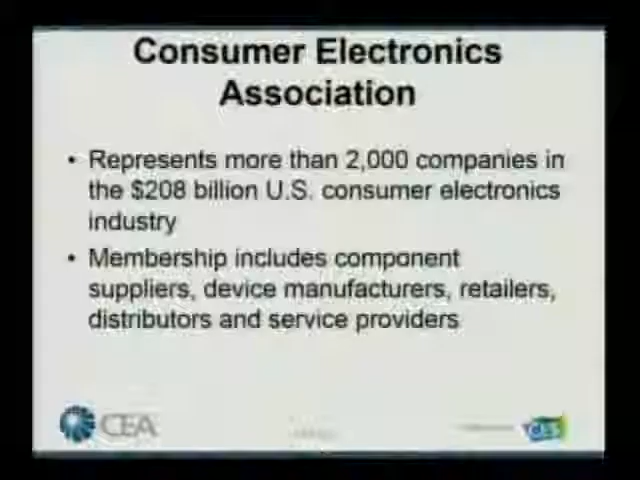 Consumer Electronics
Association
• Represents more than 2,000 companies in
the $208 billion U.S. consumer electronics
industry
• Membership includes component
suppliers, device manufacturers, retailers,
distributors and service providers
CEA
CES